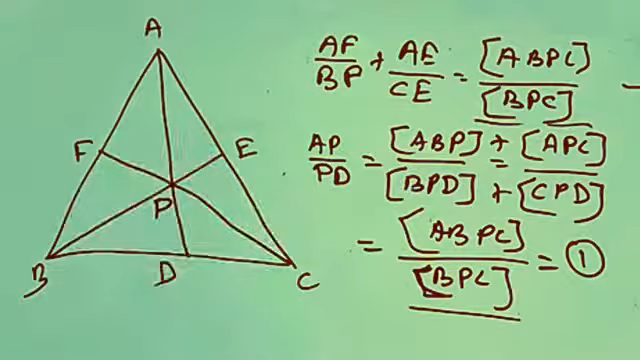 A
F
E
P
B
D
C
AF/BF + AE/CE = [ABPC]/[BPC]
AP/PD = [ABP]/[BPD] = + [APC]/+ [CPD]
= [ABPC]/[BPC] = ①